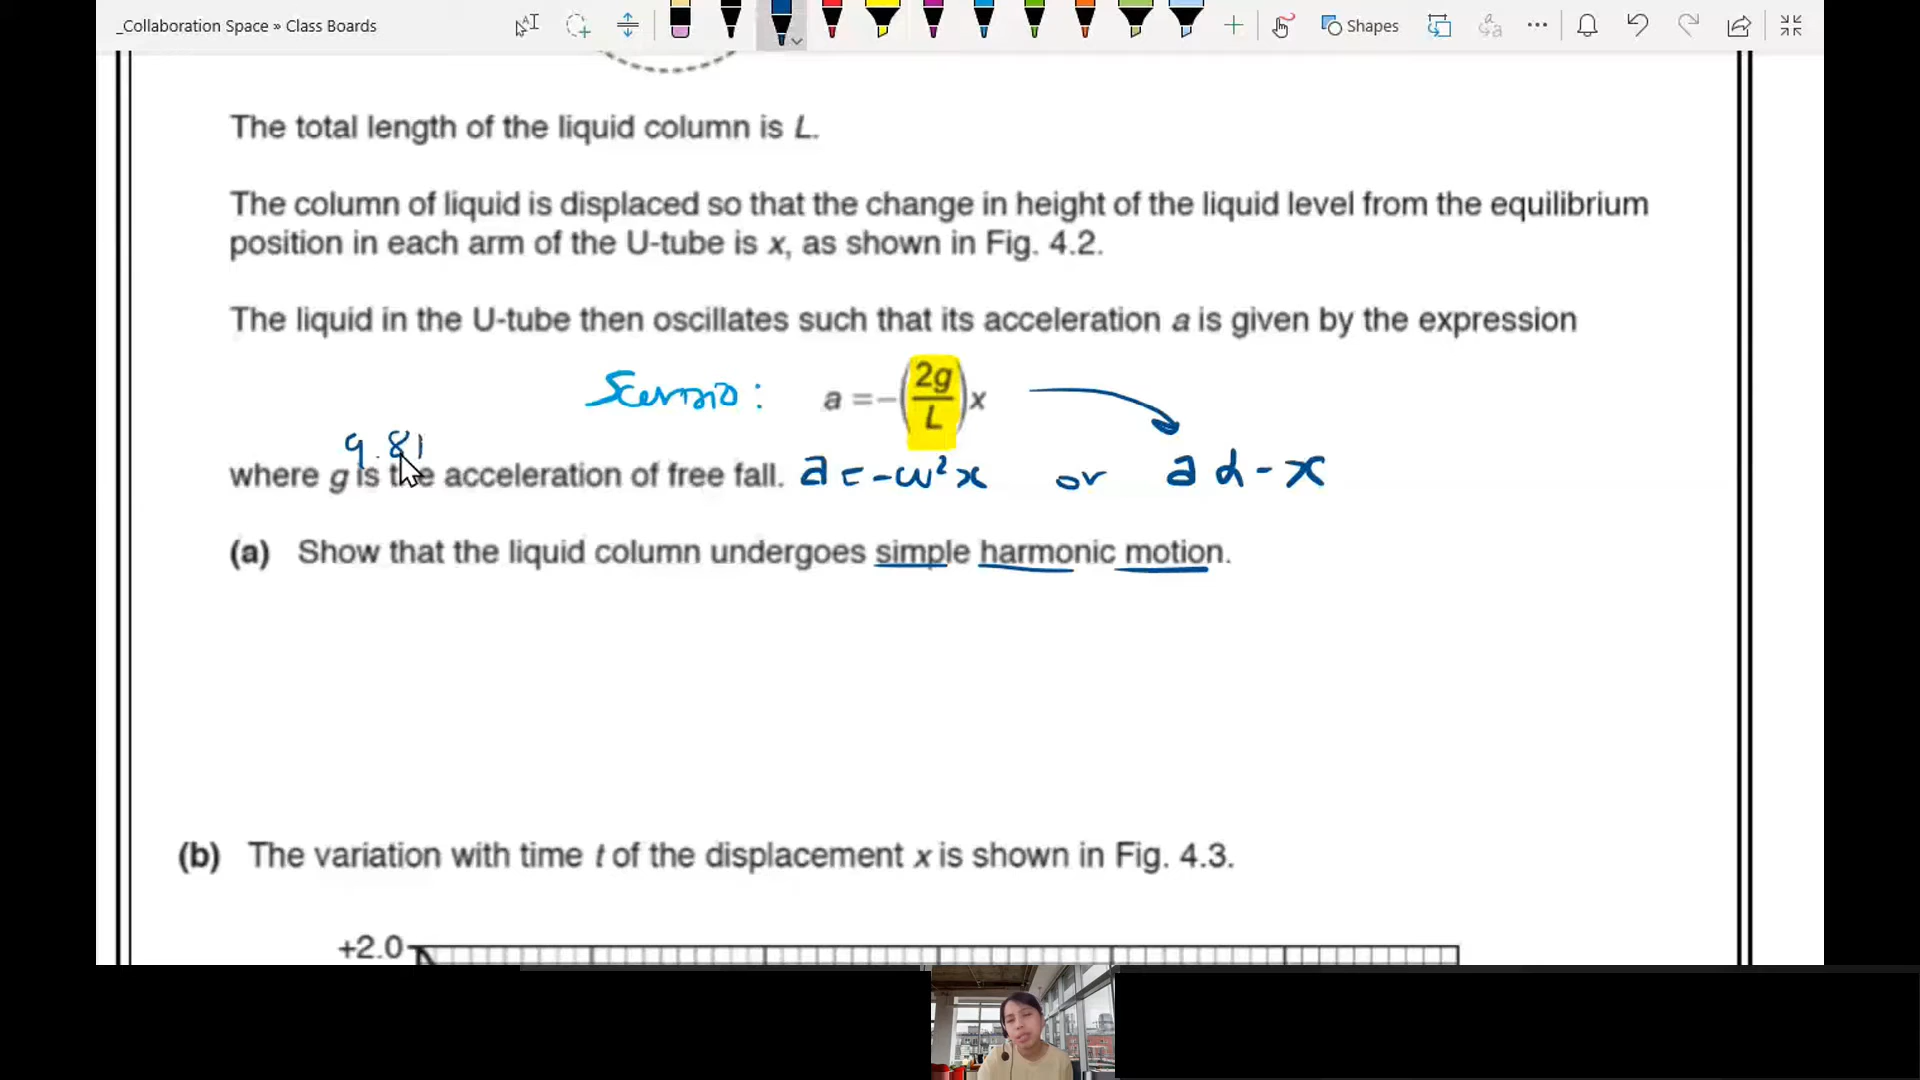 _Collaboration Space » Class Boards
Shapes
The total length of the liquid column is L.
The column of liquid is displaced so that the change in height of the liquid level from the equilibrium
position in each arm of the U-tube is x, as shown in Fig. 4.2.
The liquid in the U-tube then oscillates such that its acceleration a is given by the expression
a = -(2g/L)x
9.81
where g is the acceleration of free fall. a = -ω²x or a α - x
(a) Show that the liquid column undergoes simple harmonic motion.
(b) The variation with time t of the displacement x is shown in Fig. 4.3.
+2.0